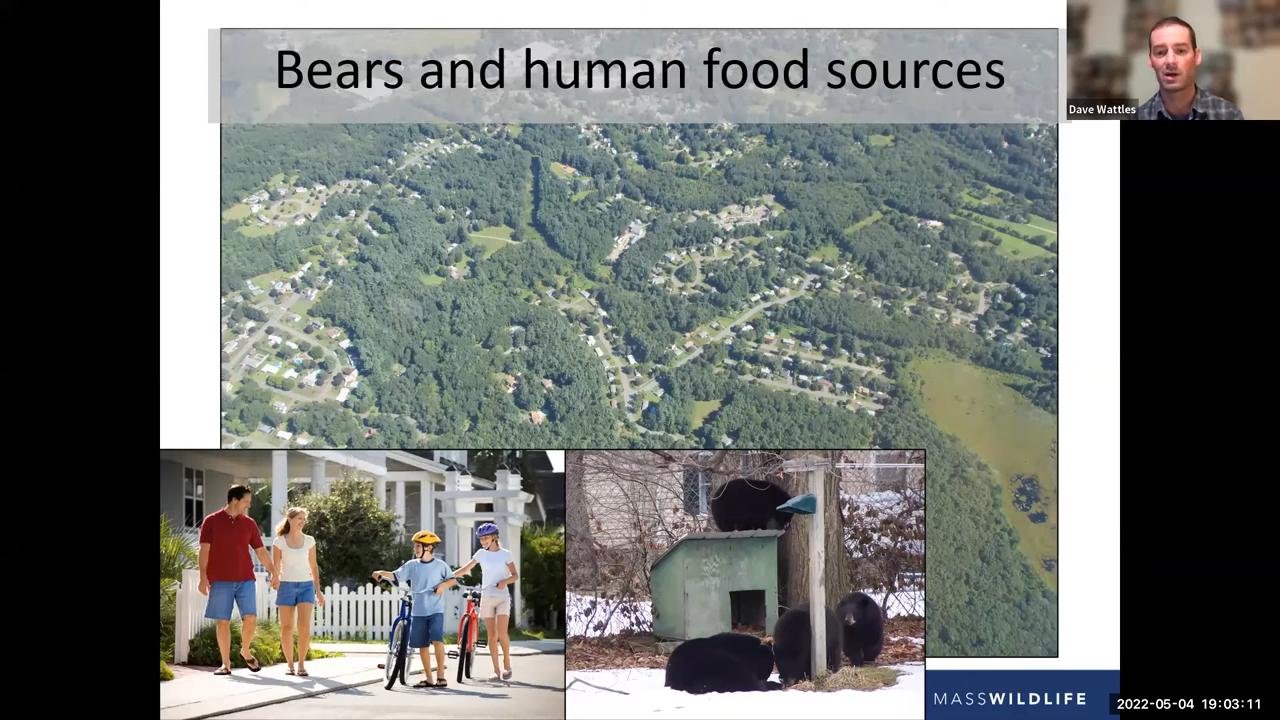 Bears and human food sources
Dave Wattles
MASSWILDLIFE
2022-05-04 19:03:11